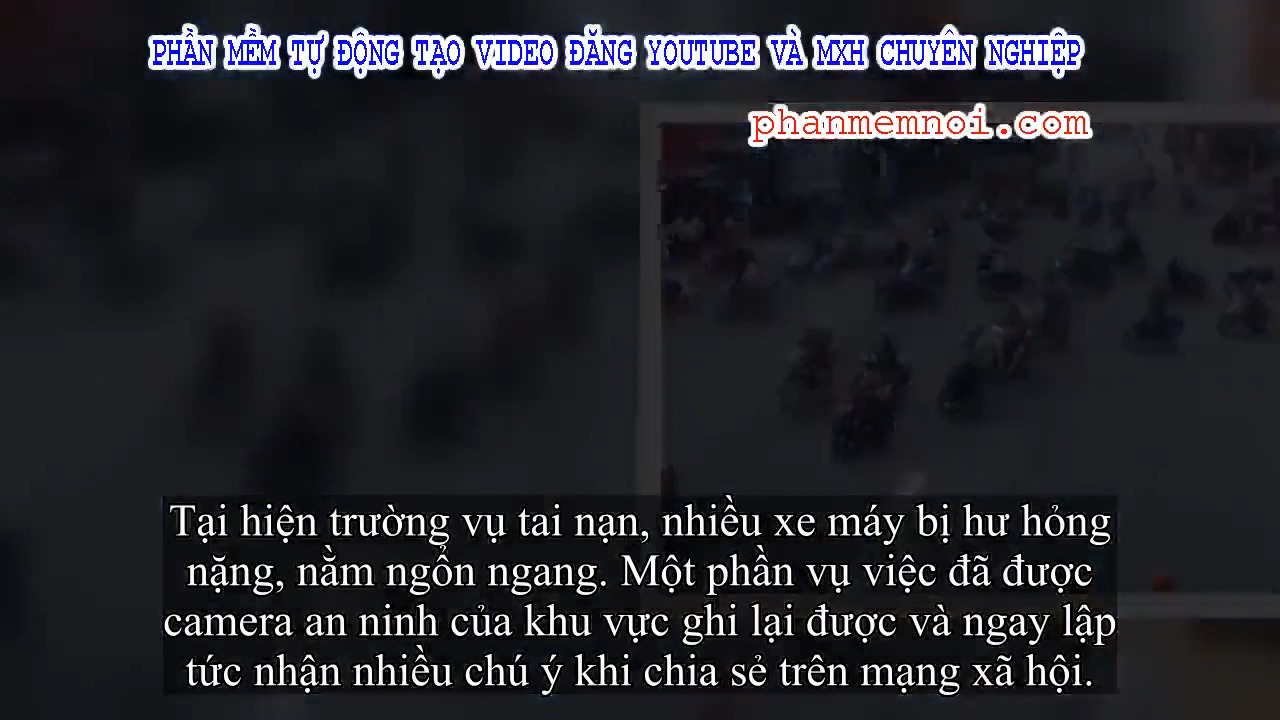 PHẦN MỀM TỰ ĐỘNG TẠO VIDEO ĐĂNG YOUTUBE VÀ MXH CHUYÊN NGHIỆP
phanmemnoi.com
Tại hiện trường vụ tai nạn, nhiều xe máy bị hư hỏng
nặng, nằm ngổn ngang. Một phần vụ việc đã được
camera an ninh của khu vực ghi lại được và ngay lập
tức nhận nhiều chú ý khi chia sẻ trên mạng xã hội.